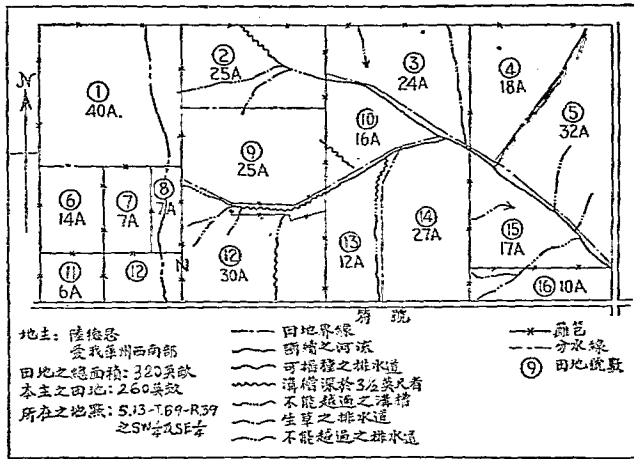 N
① 40A.
② 25A
③ 24A
④ 18A
⑤ 32A
⑥ 14A
⑦ 7A
⑧ 7A
⑨ 25A
⑩ 16A
⑪ 6A
⑫
⑫ 30A
⑬ 12A
⑭ 27A
⑮ 17A
⑯ 10A
符號
地主: 陸德恩
愛我華州西南部
田地之總面積: 320英畝
本主之田地: 260英畝
所在之地點: S.13-T.69-R.39
之SW¼及SE¼
田地界線
之河流
可播種之排水道
溝檔深於3½英尺者
不能越過之溝檔
生草之排水道
不能越過之排水道
籬笆
分水線
⑨ 田地號數